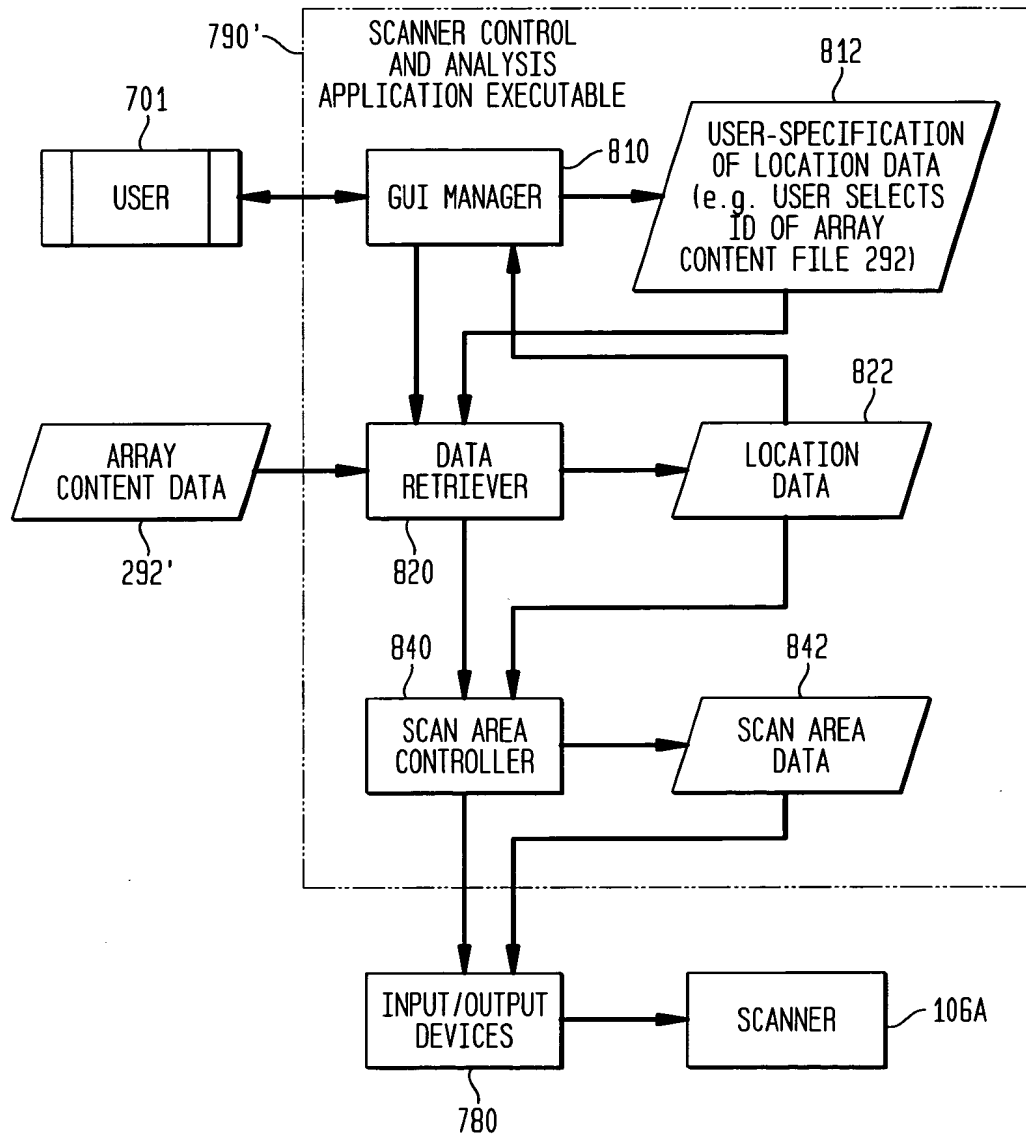 790'
SCANNER CONTROL
AND ANALYSIS
APPLICATION EXECUTABLE
812
701
USER
810
GUI MANAGER
USER-SPECIFICATION
OF LOCATION DATA
(e.g. USER SELECTS
ID OF ARRAY
CONTENT FILE 292)
822
ARRAY
CONTENT DATA
292'
DATA
RETRIEVER
820
LOCATION
DATA
840
SCAN AREA
CONTROLLER
842
SCAN AREA
DATA
INPUT/OUTPUT
DEVICES
780
SCANNER
106A